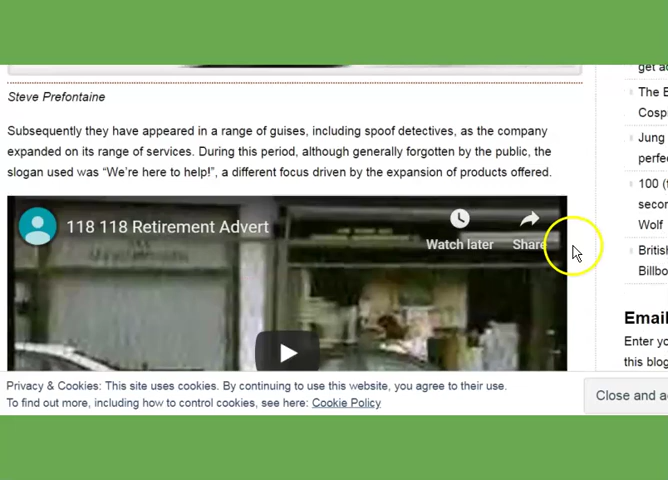 get a
The E
Steve Prefontaine
Cosp
Subsequently they have appeared in a range of guises, including spoof detectives, as the company
Jung
expanded on its range of services. During this period, although generally forgotten by the public, the
Perfe
slogan used was “We’re here to help!”, a different focus driven by the expansion of products offered.
100 (
secor
118 118 Retirement Advert
Wolf
Watch later
Share
British
Billbo
Email
Enter yo
this blog
Privacy & Cookies: This site uses cookies. By continuing to use this website, you agree to their use.
To find out more, including how to control cookies, see here: Cookie Policy
Close and a